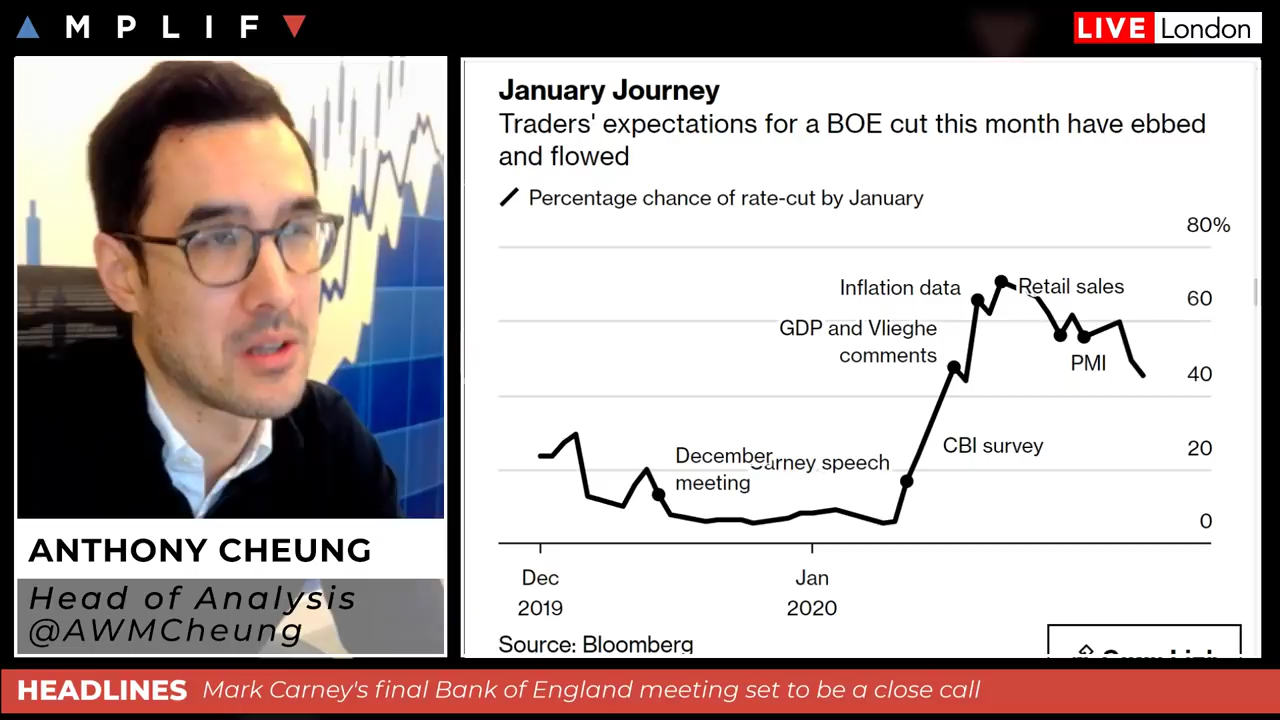 ▲ M P L I F ▼
LIVE London
January Journey
Traders' expectations for a BOE cut this month have ebbed
and flowed
Percentage chance of rate-cut by January
80%
Inflation data
Retail sales
60
GDP and Vlieghe
comments
PMI
40
CBI survey
20
December
Carney speech
meeting
0
Dec
Jan
2019
2020
Source: Bloomberg
ANTHONY CHEUNG
Head of Analysis
@AWMCheung
HEADLINES Mark Carney's final Bank of England meeting set to be a close call